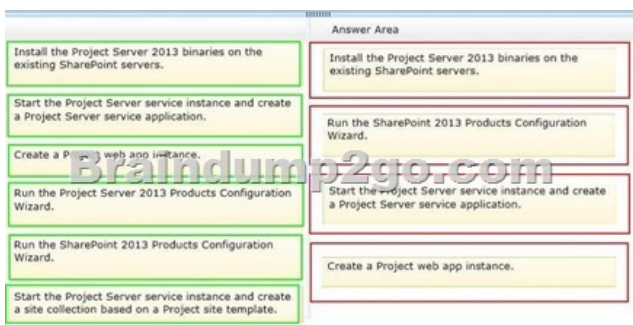 Answer Area
Install the Project Server 2013 binaries on the
existing SharePoint servers.
Start the Project Server service instance and create
a Project Server service application.
Create a Project web app instance.
Run the Project Server 2013 Products Configuration
Wizard.
Run the SharePoint 2013 Products Configuration
Wizard.
Start the Project Server service instance and create
a site collection based on a Project site template.
Install the Project Server 2013 binaries on the
existing SharePoint servers.
Run the SharePoint 2013 Products Configuration
Wizard.
Start the Project Server service instance and create
a Project Server service application.
Create a Project web app instance.
Braindump2go.com